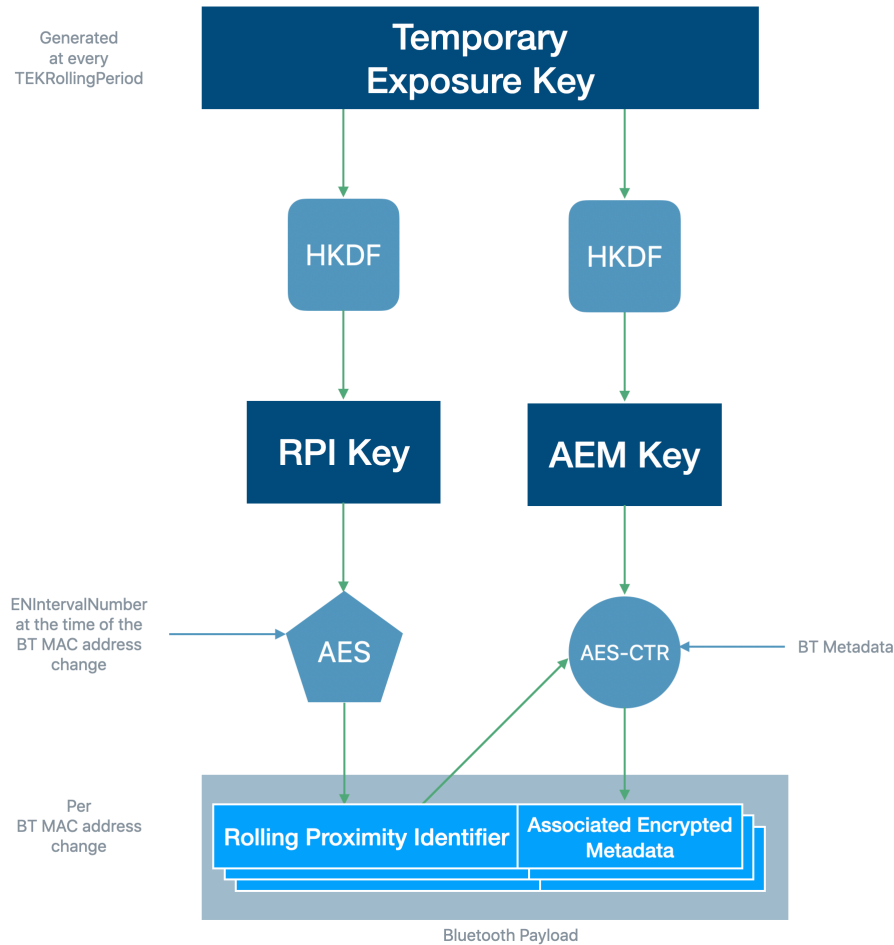 Generated
at every
TEKRollingPeriod
Temporary
Exposure Key
HKDF
HKDF
RPI Key
AEM Key
ENIntervalNumber
at the time of the
BT MAC address
change
AES
AES-CTR
BT Metadata
Per
BT MAC address
change
Rolling Proximity Identifier
Associated Encrypted
Metadata
Bluetooth Payload